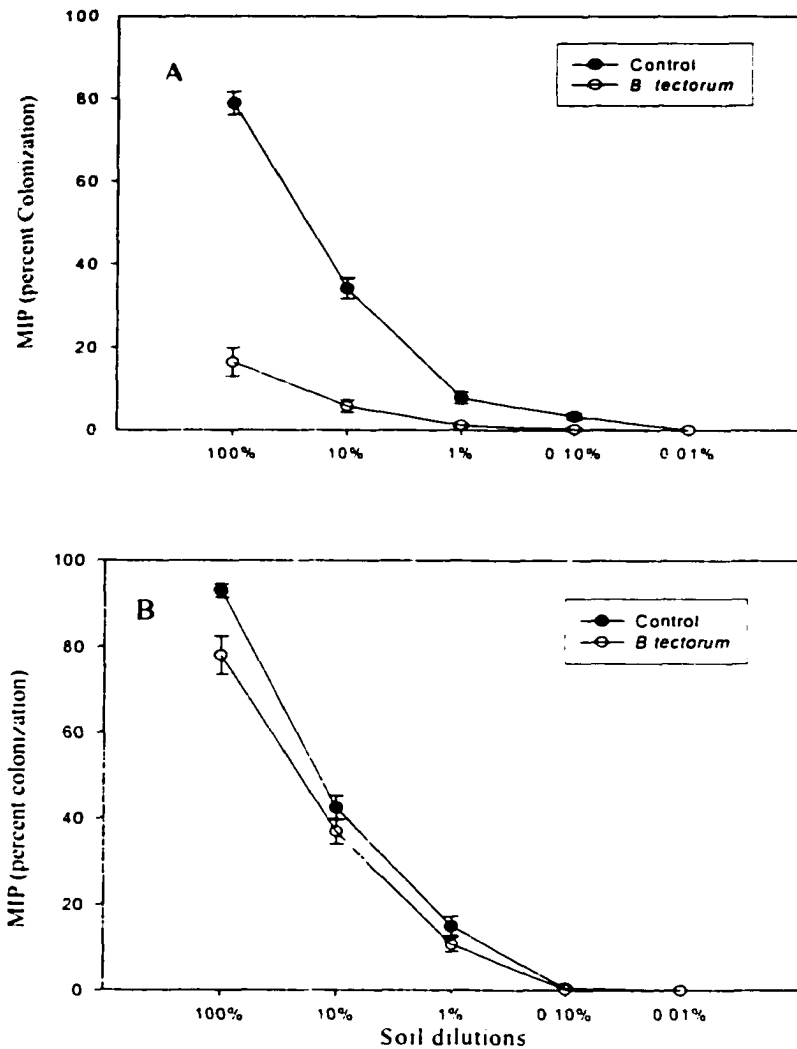 100
A
Control
B tectorum
80
60
40
20
0
MIP (percent Colonization)
100%
10%
1%
0 10%
0 01%
100
B
Control
B tectorum
80
60
40
20
0
MIP (percent colonization)
100%
10%
1%
0 10%
0 01%
Soil dilutions